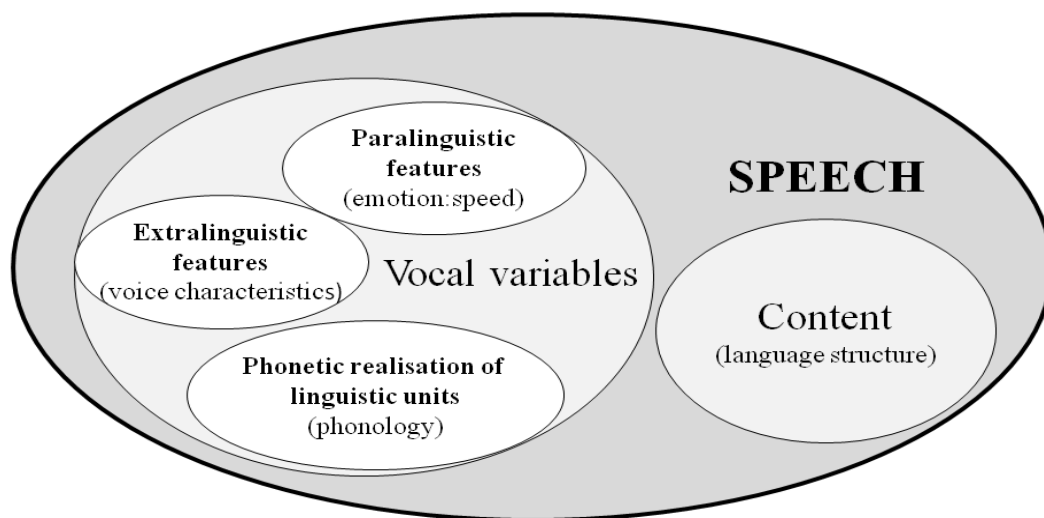 Paralinguistic
features
(emotion:speed)
SPEECH
Extralinguistic
features
(voice characteristics)
Vocal variables
Content
(language structure)
Phonetic realisation of
linguistic units
(phonology)